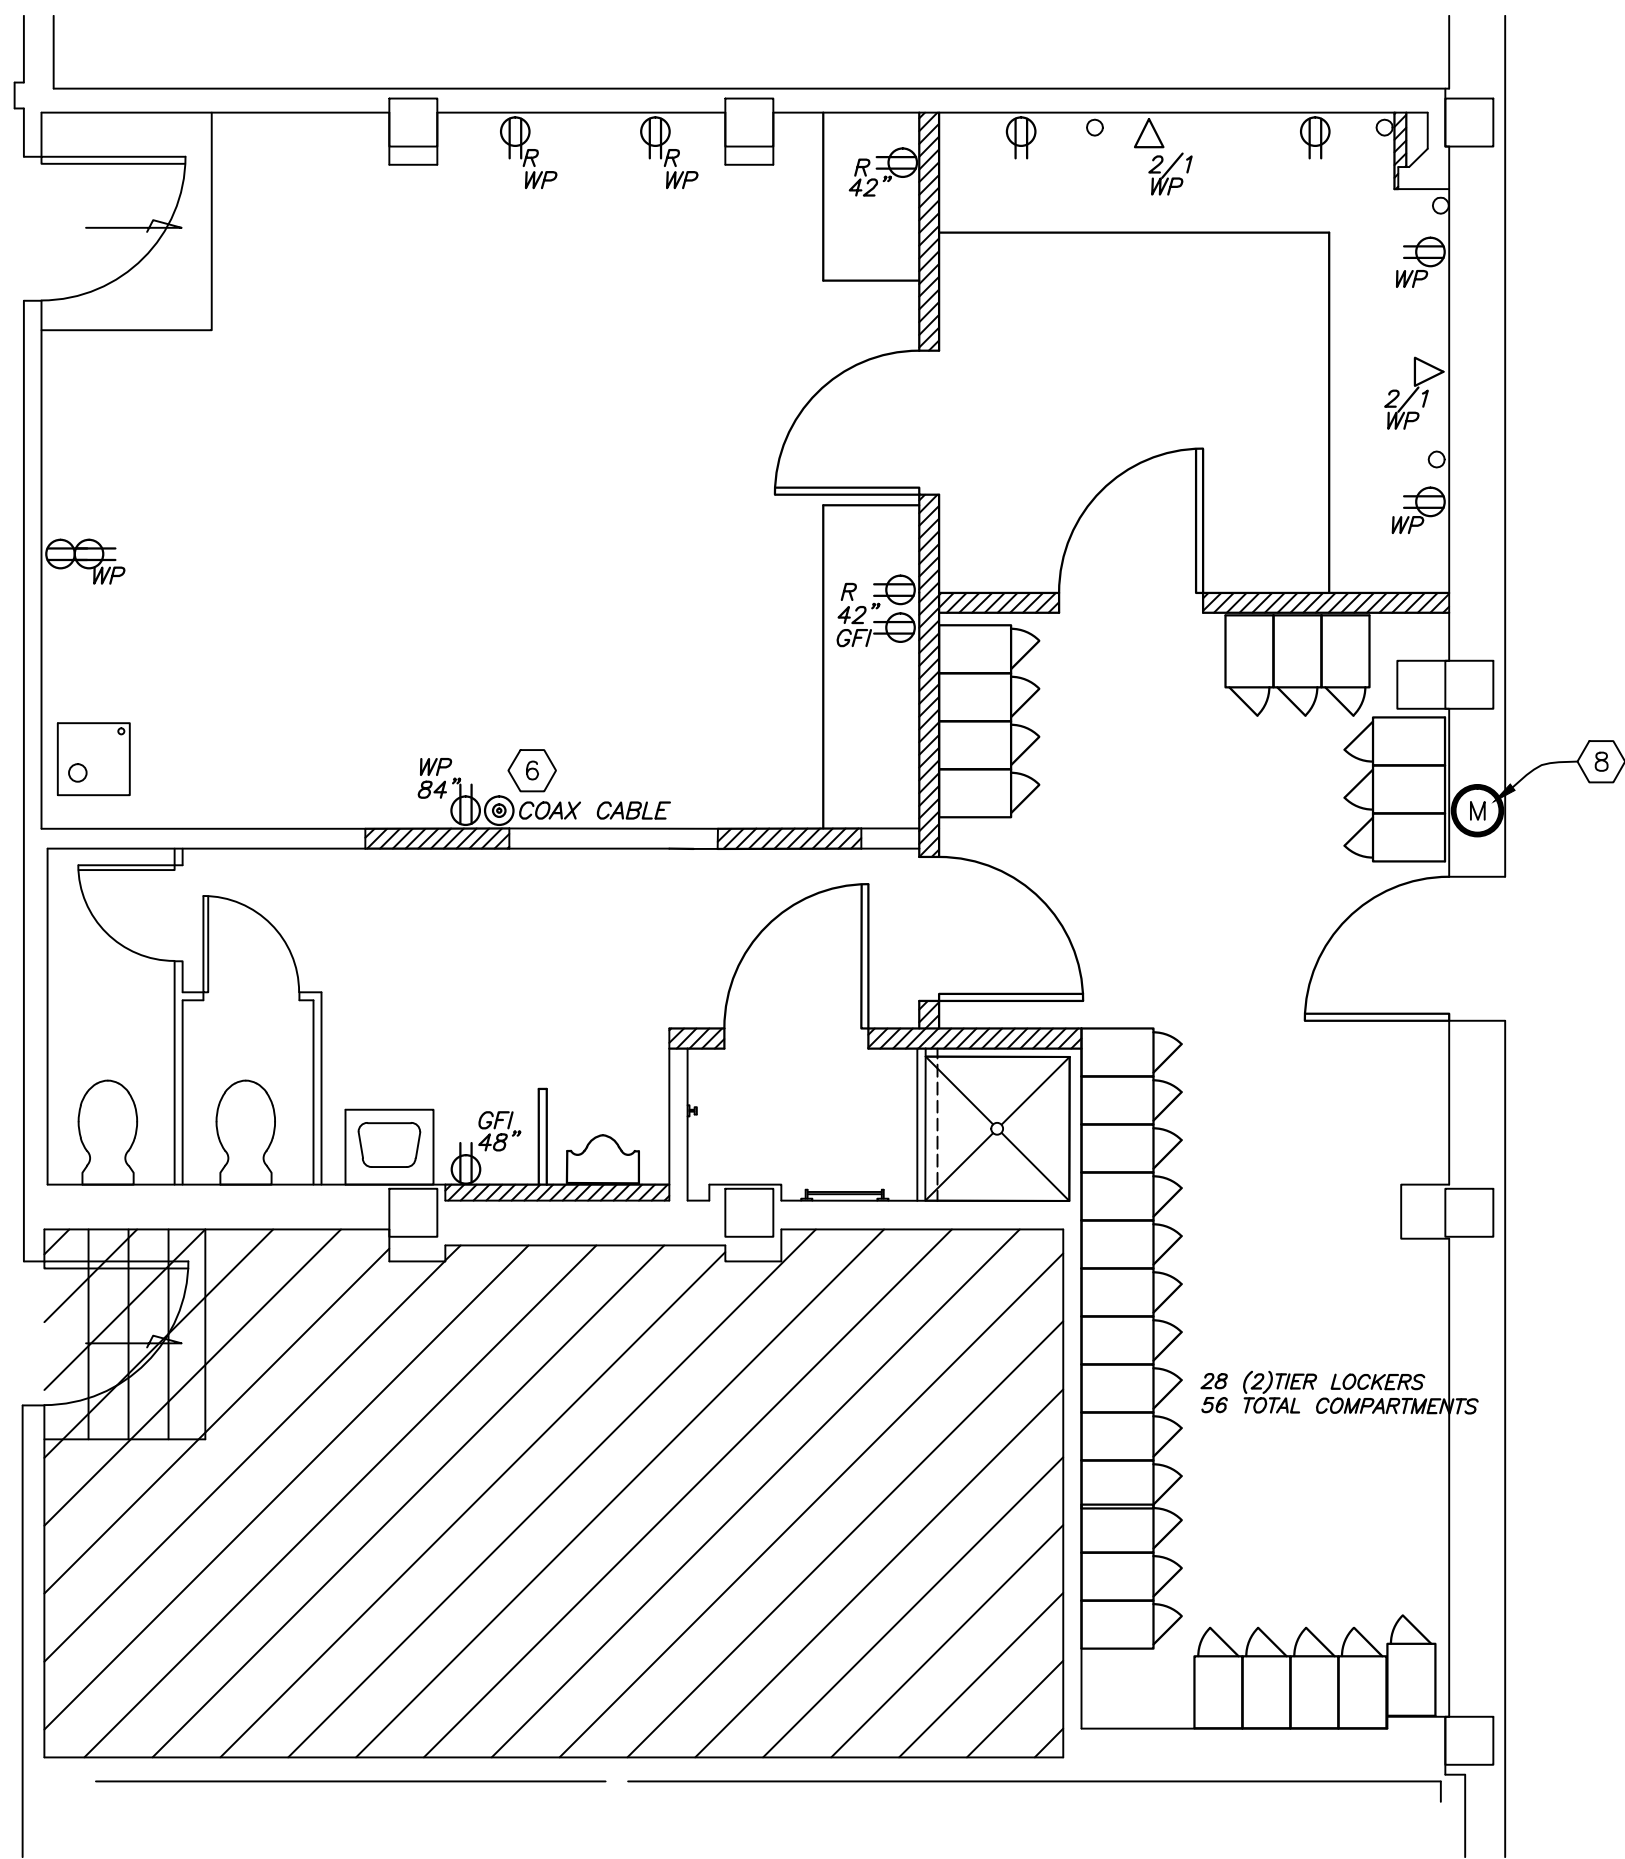 R
WP
R
WP
R
42"
2/1
WP
WP
2/1
WP
WP
WP
R
42"
GFI
WP
84"
6
COAX CABLE
8
M
GFI
48"
28 (2)TIER LOCKERS
56 TOTAL COMPARTMENTS